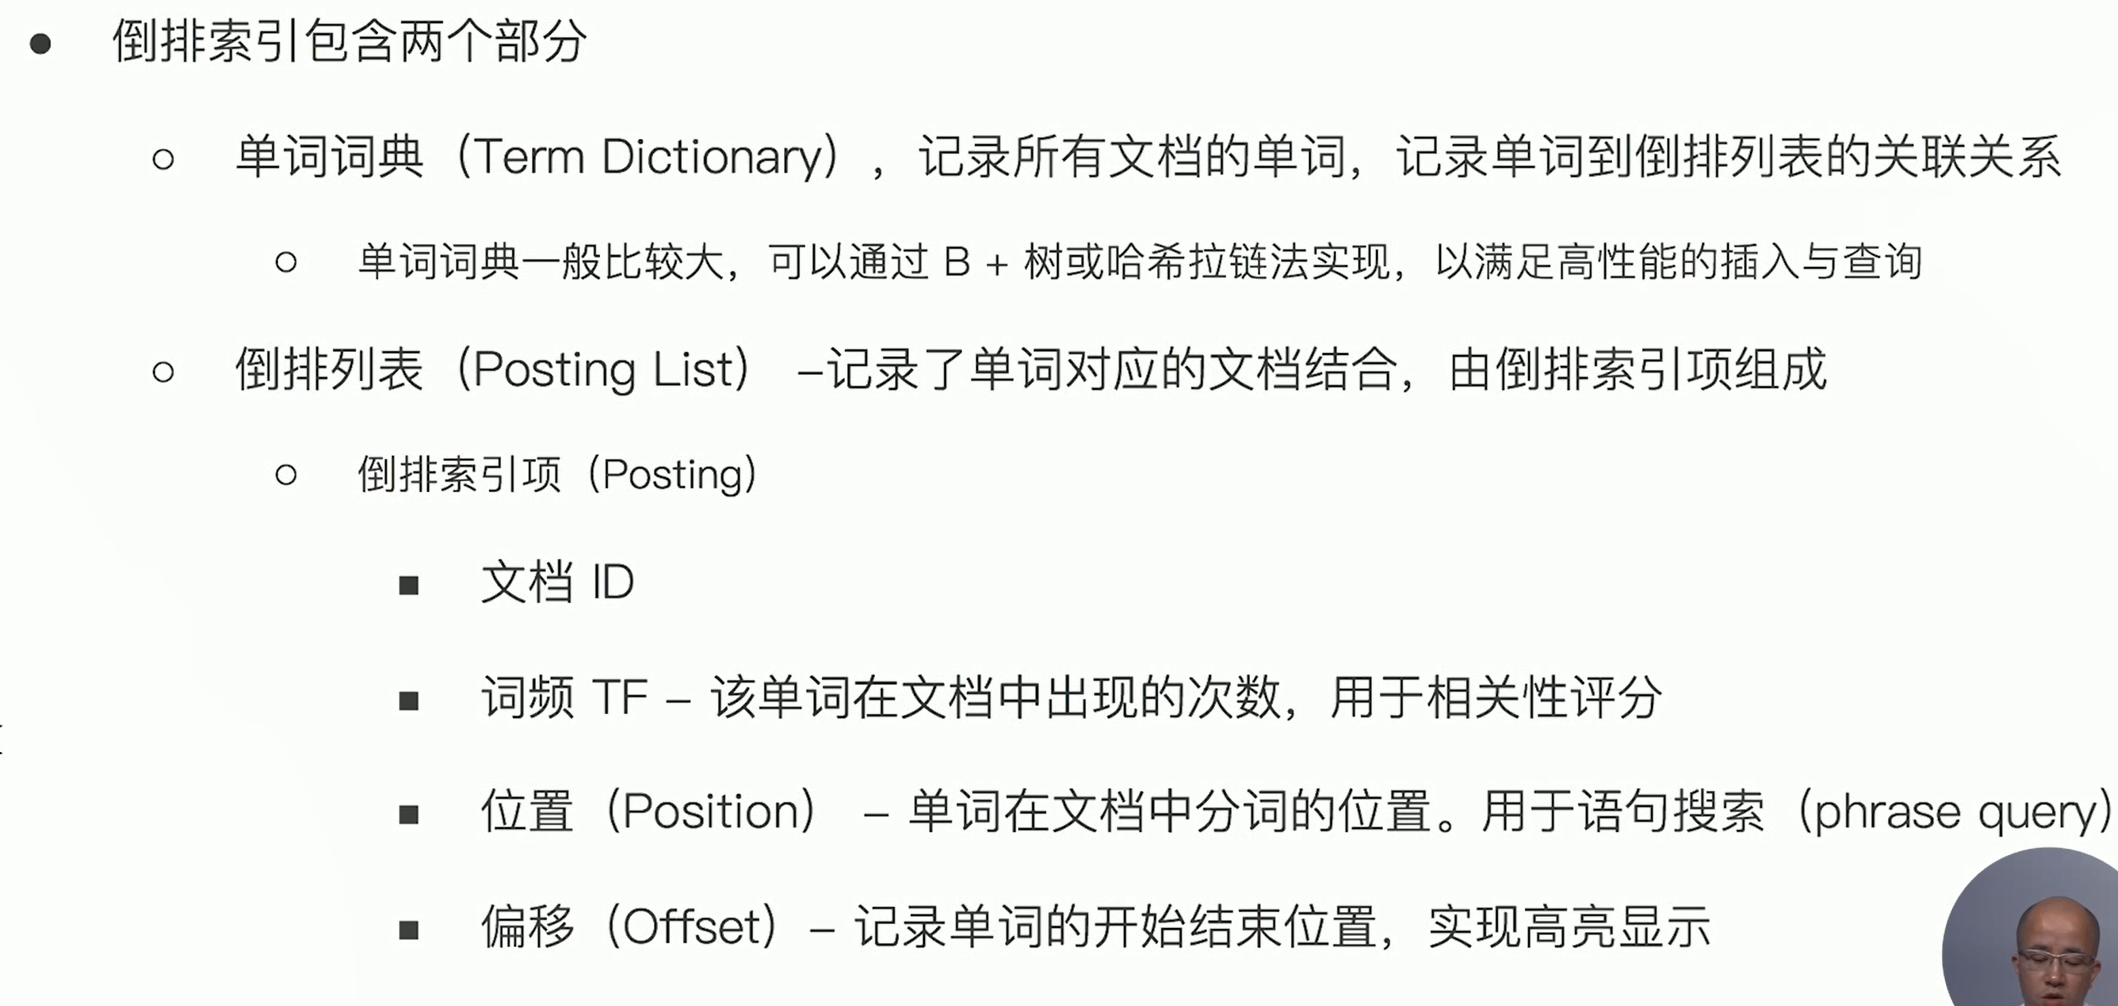 倒排索引包含两个部分
单词词典（Term Dictionary），记录所有文档的单词，记录单词到倒排列表的关联关系
单词词典一般比较大，可以通过 B + 树或哈希拉链法实现，以满足高性能的插入与查询
倒排列表（Posting List） –记录了单词对应的文档结合，由倒排索引项组成
倒排索引项（Posting）
文档 ID
词频 TF – 该单词在文档中出现的次数，用于相关性评分
位置（Position） – 单词在文档中分词的位置。用于语句搜索（phrase query）
偏移（Offset）– 记录单词的开始结束位置，实现高亮显示